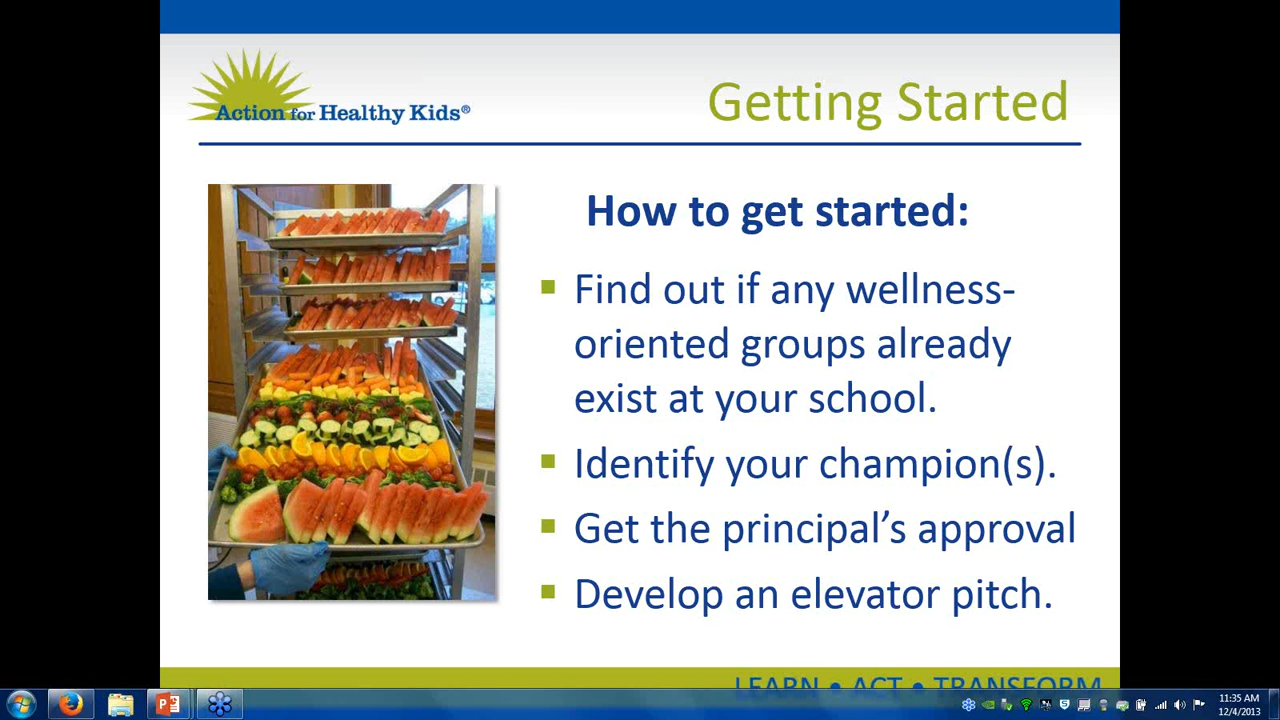 Action for Healthy Kids®
Getting Started
How to get started:
Find out if any wellness-
oriented groups already
exist at your school.
Identify your champion(s).
Get the principal’s approval
Develop an elevator pitch.
LEARN • ACT • TRANSFORM
11:35 AM
12/4/2013